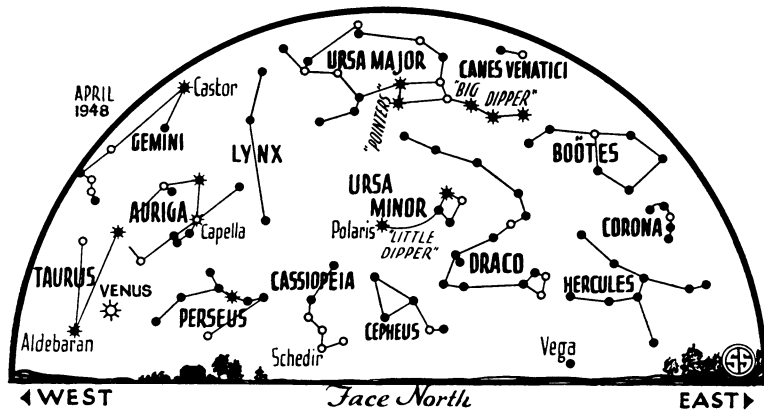 URSA MAJOR
CANES VENATICI
APRIL
1948
Castor
"POINTERS"
"BIG DIPPER"
GEMINI
LYNX
BOÖTES
URSA
MINOR
AURIGA
Capella
Polaris
"LITTLE
DIPPER"
CORONA
TAURUS
VENUS
CASSIOPEIA
DRACO
HERCULES
PERSEUS
CEPHEUS
Aldebaran
Schedir
Vega
SS
WEST
Face North
EAST